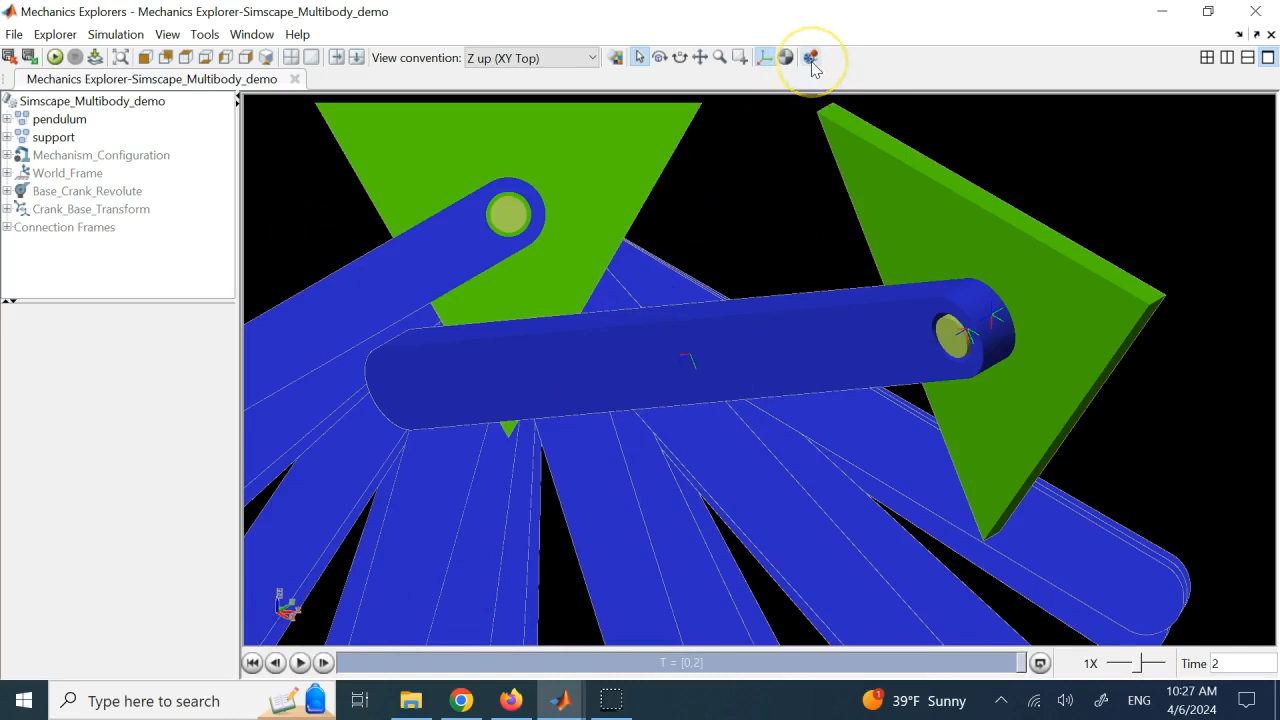 Mechanics Explorers - Mechanics Explorer-Simscape_Multibody_demo
File Explorer Simulation View Tools Window Help
View convention: Z up (XY Top)
Mechanics Explorer-Simscape_Multibody_demo
Simscape_Multibody_demo
pendulum
support
Mechanism_Configuration
World_Frame
Base_Crank_Revolute
Crank_Base_Transform
Connection Frames
T = [0,2]
1X
Time 2
Type here to search
1
39°F Sunny
ENG
10:27 AM
4/6/2024